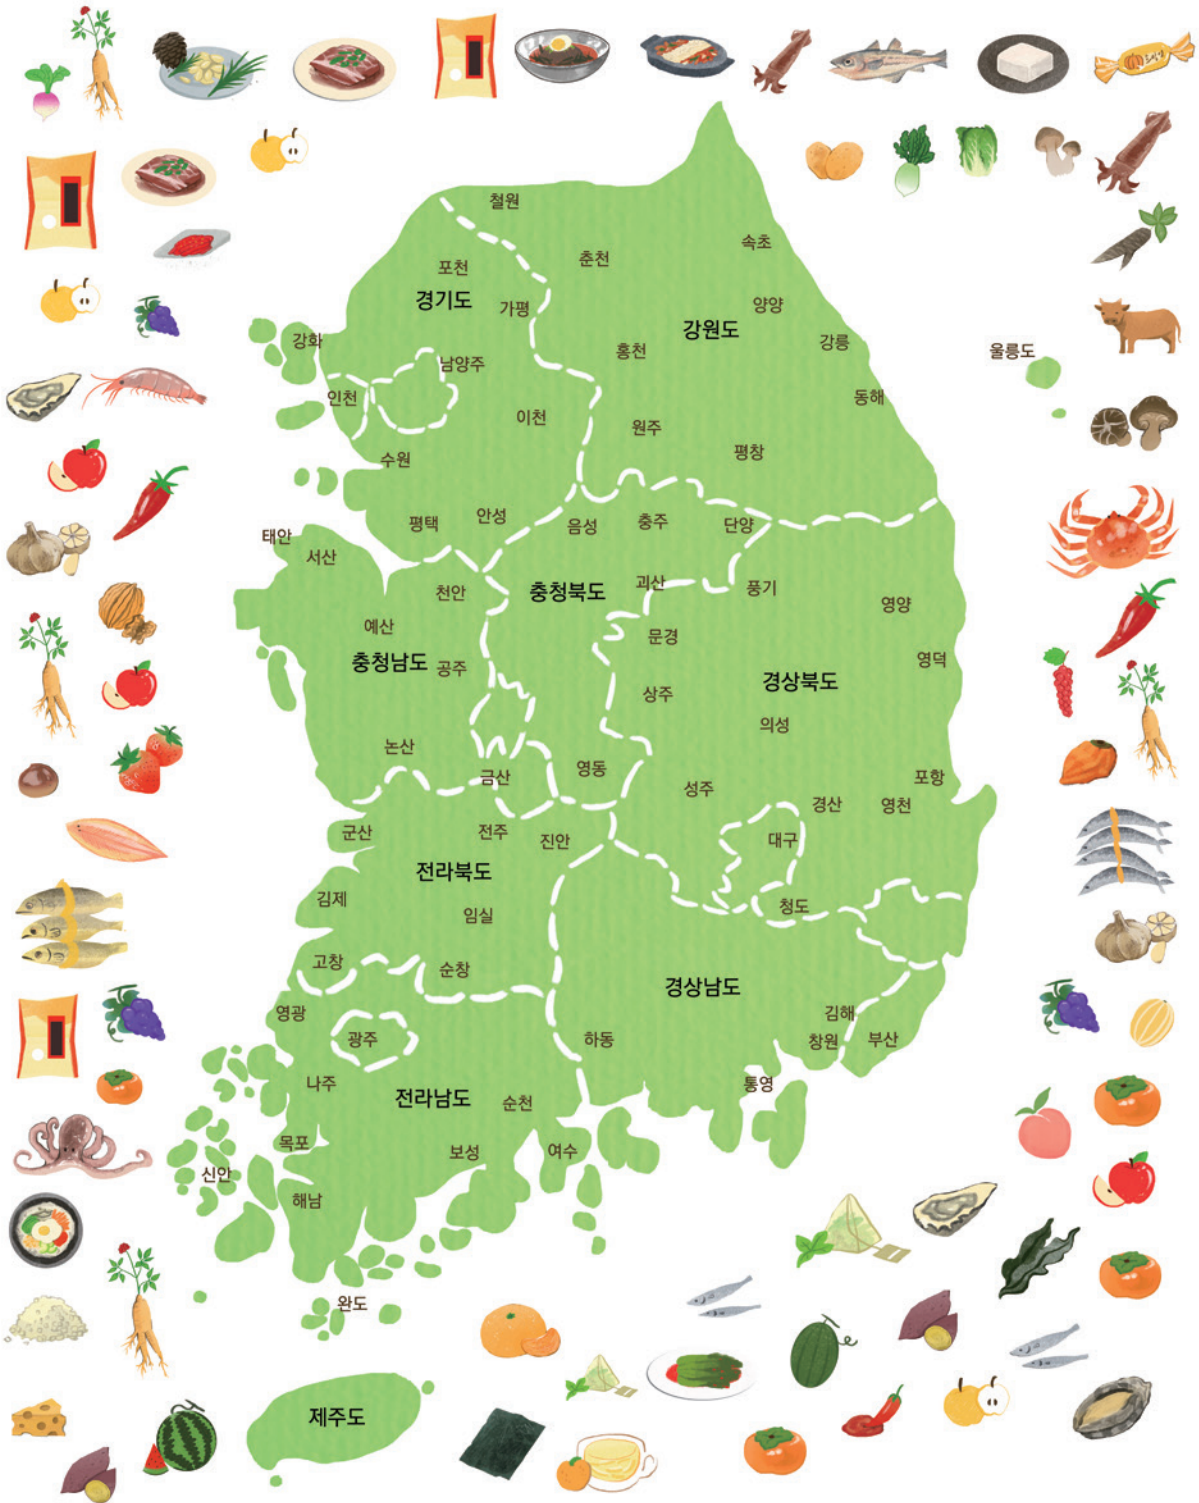 철원
속초
춘천
포천
경기도
가평
양양
강원도
강화
강릉
홍천
울릉도
남양주
인천
동해
이천
원주
수원
평창
평택
안성
음성
충주
단양
태안
서산
천안
충청북도
괴산
풍기
영양
예산
문경
충청남도
공주
영덕
경상북도
상주
의성
논산
금산
영동
포항
성주
경산
영천
군산
전주
진안
대구
전라북도
김제
임실
청도
고창
순창
경상남도
영광
김해
광주
하동
창원
부산
나주
통영
전라남도
순천
목포
보성
여수
신안
해남
완도
제주도